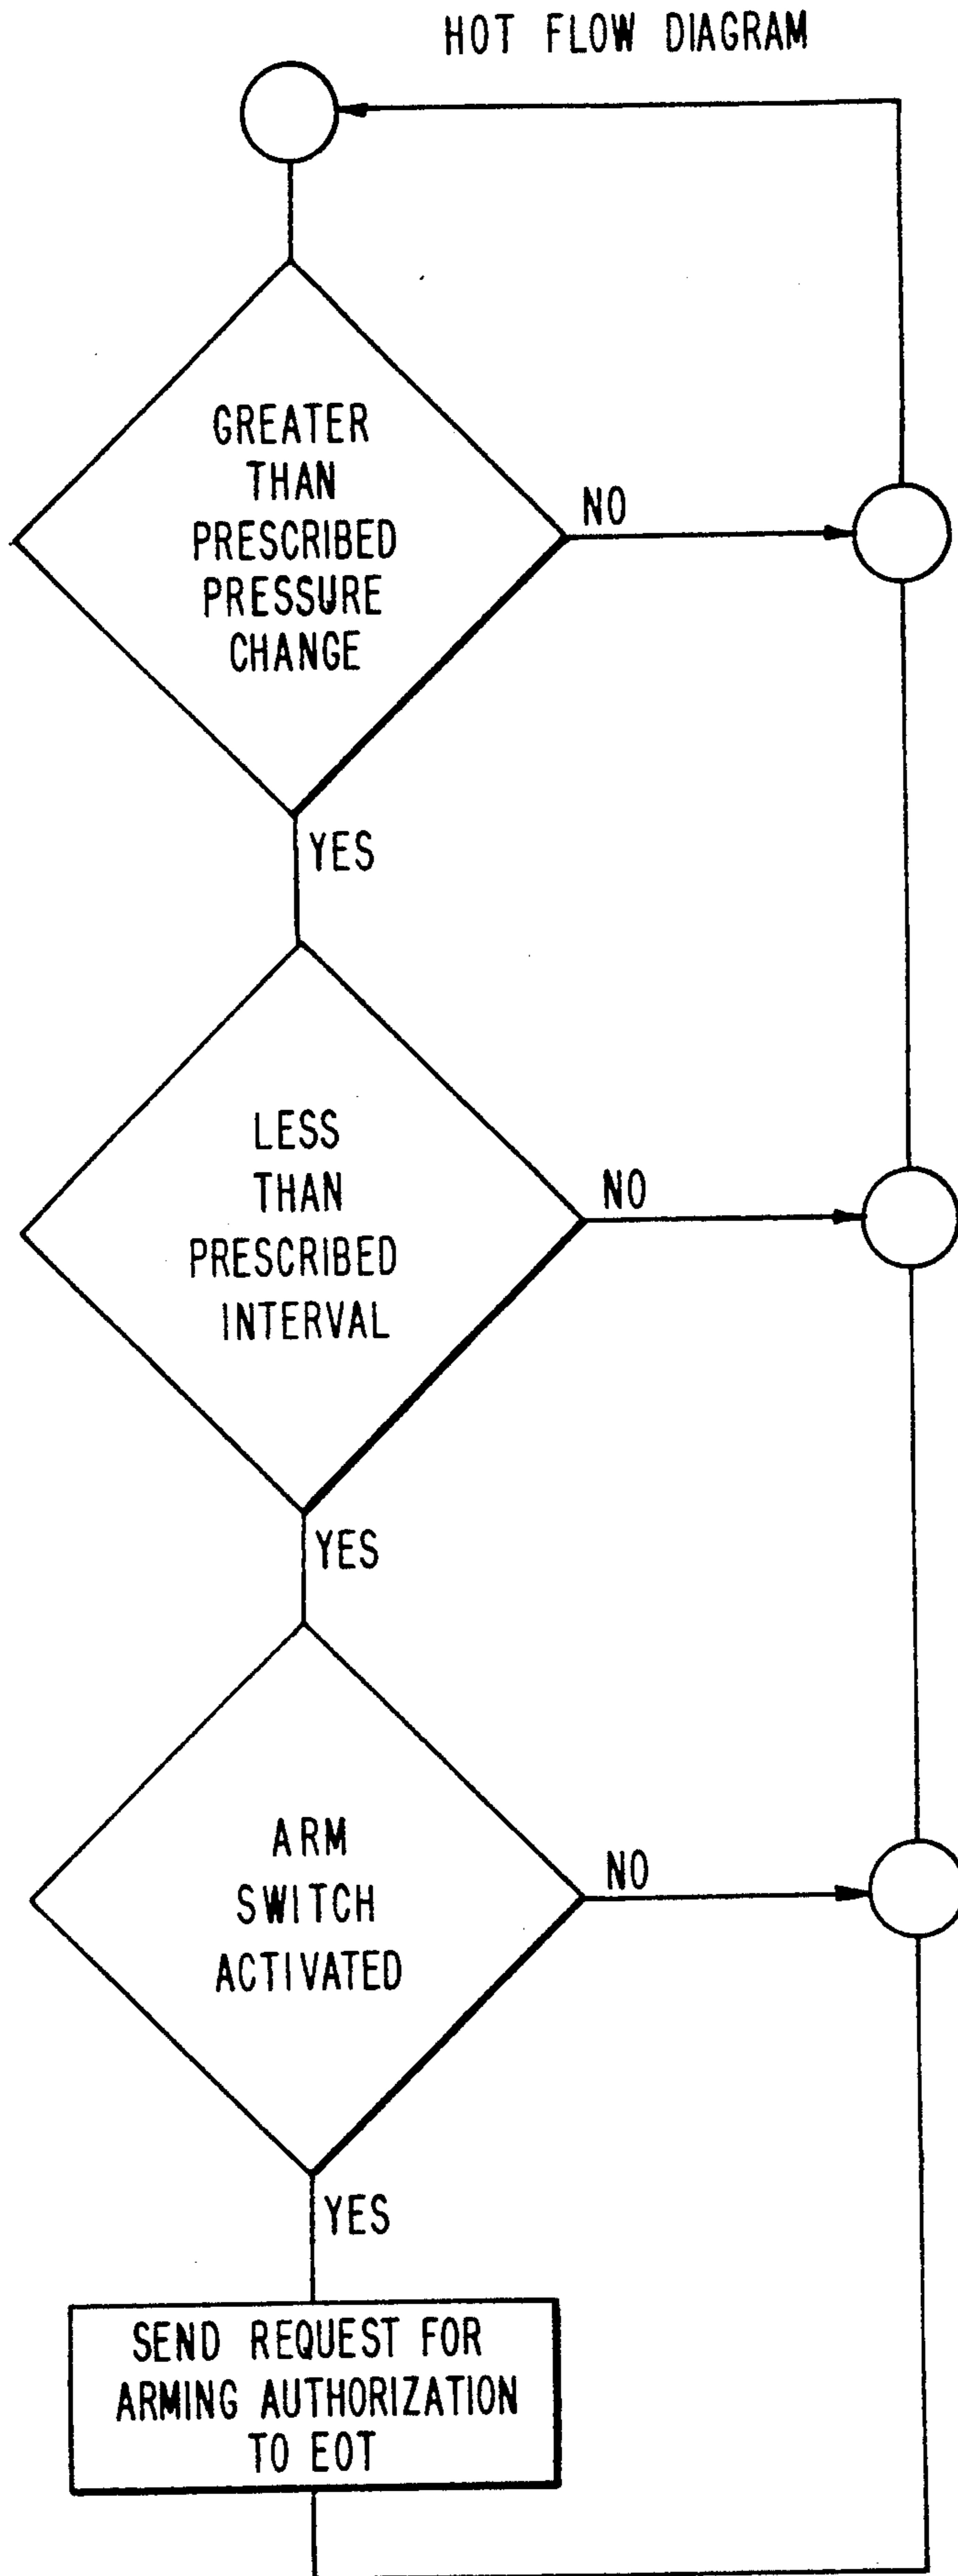 HOT FLOW DIAGRAM
GREATER
THAN
PRESCRIBED
PRESSURE
CHANGE
NO
YES
LESS
THAN
PRESCRIBED
INTERVAL
NO
YES
ARM
SWITCH
ACTIVATED
NO
YES
SEND REQUEST FOR
ARMING AUTHORIZATION
TO EOT